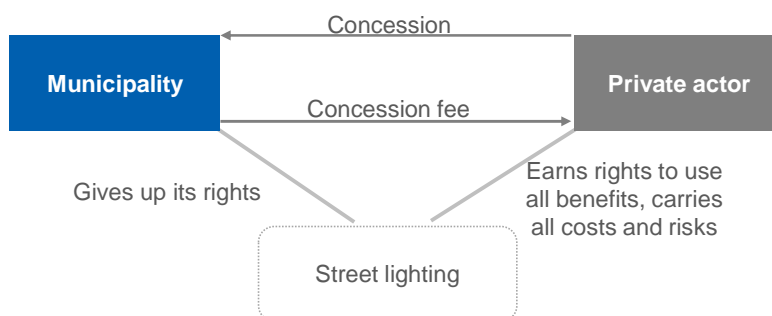 Concession
Municipality
Private actor
Concession fee
Gives up its rights
Earns rights to use
all benefits, carries
all costs and risks
Street lighting